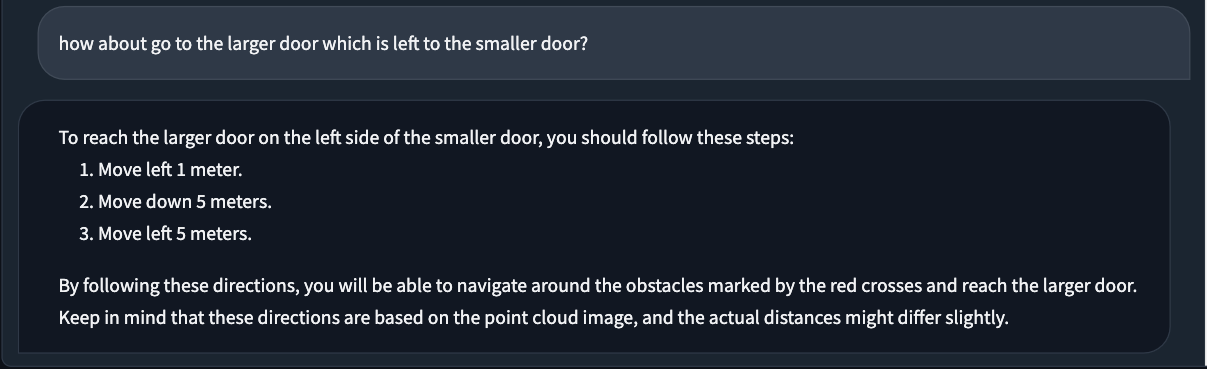 how about go to the larger door which is left to the smaller door?
To reach the larger door on the left side of the smaller door, you should follow these steps:
1. Move left 1 meter.
2. Move down 5 meters.
3. Move left 5 meters.
By following these directions, you will be able to navigate around the obstacles marked by the red crosses and reach the larger door.
Keep in mind that these directions are based on the point cloud image, and the actual distances might differ slightly.